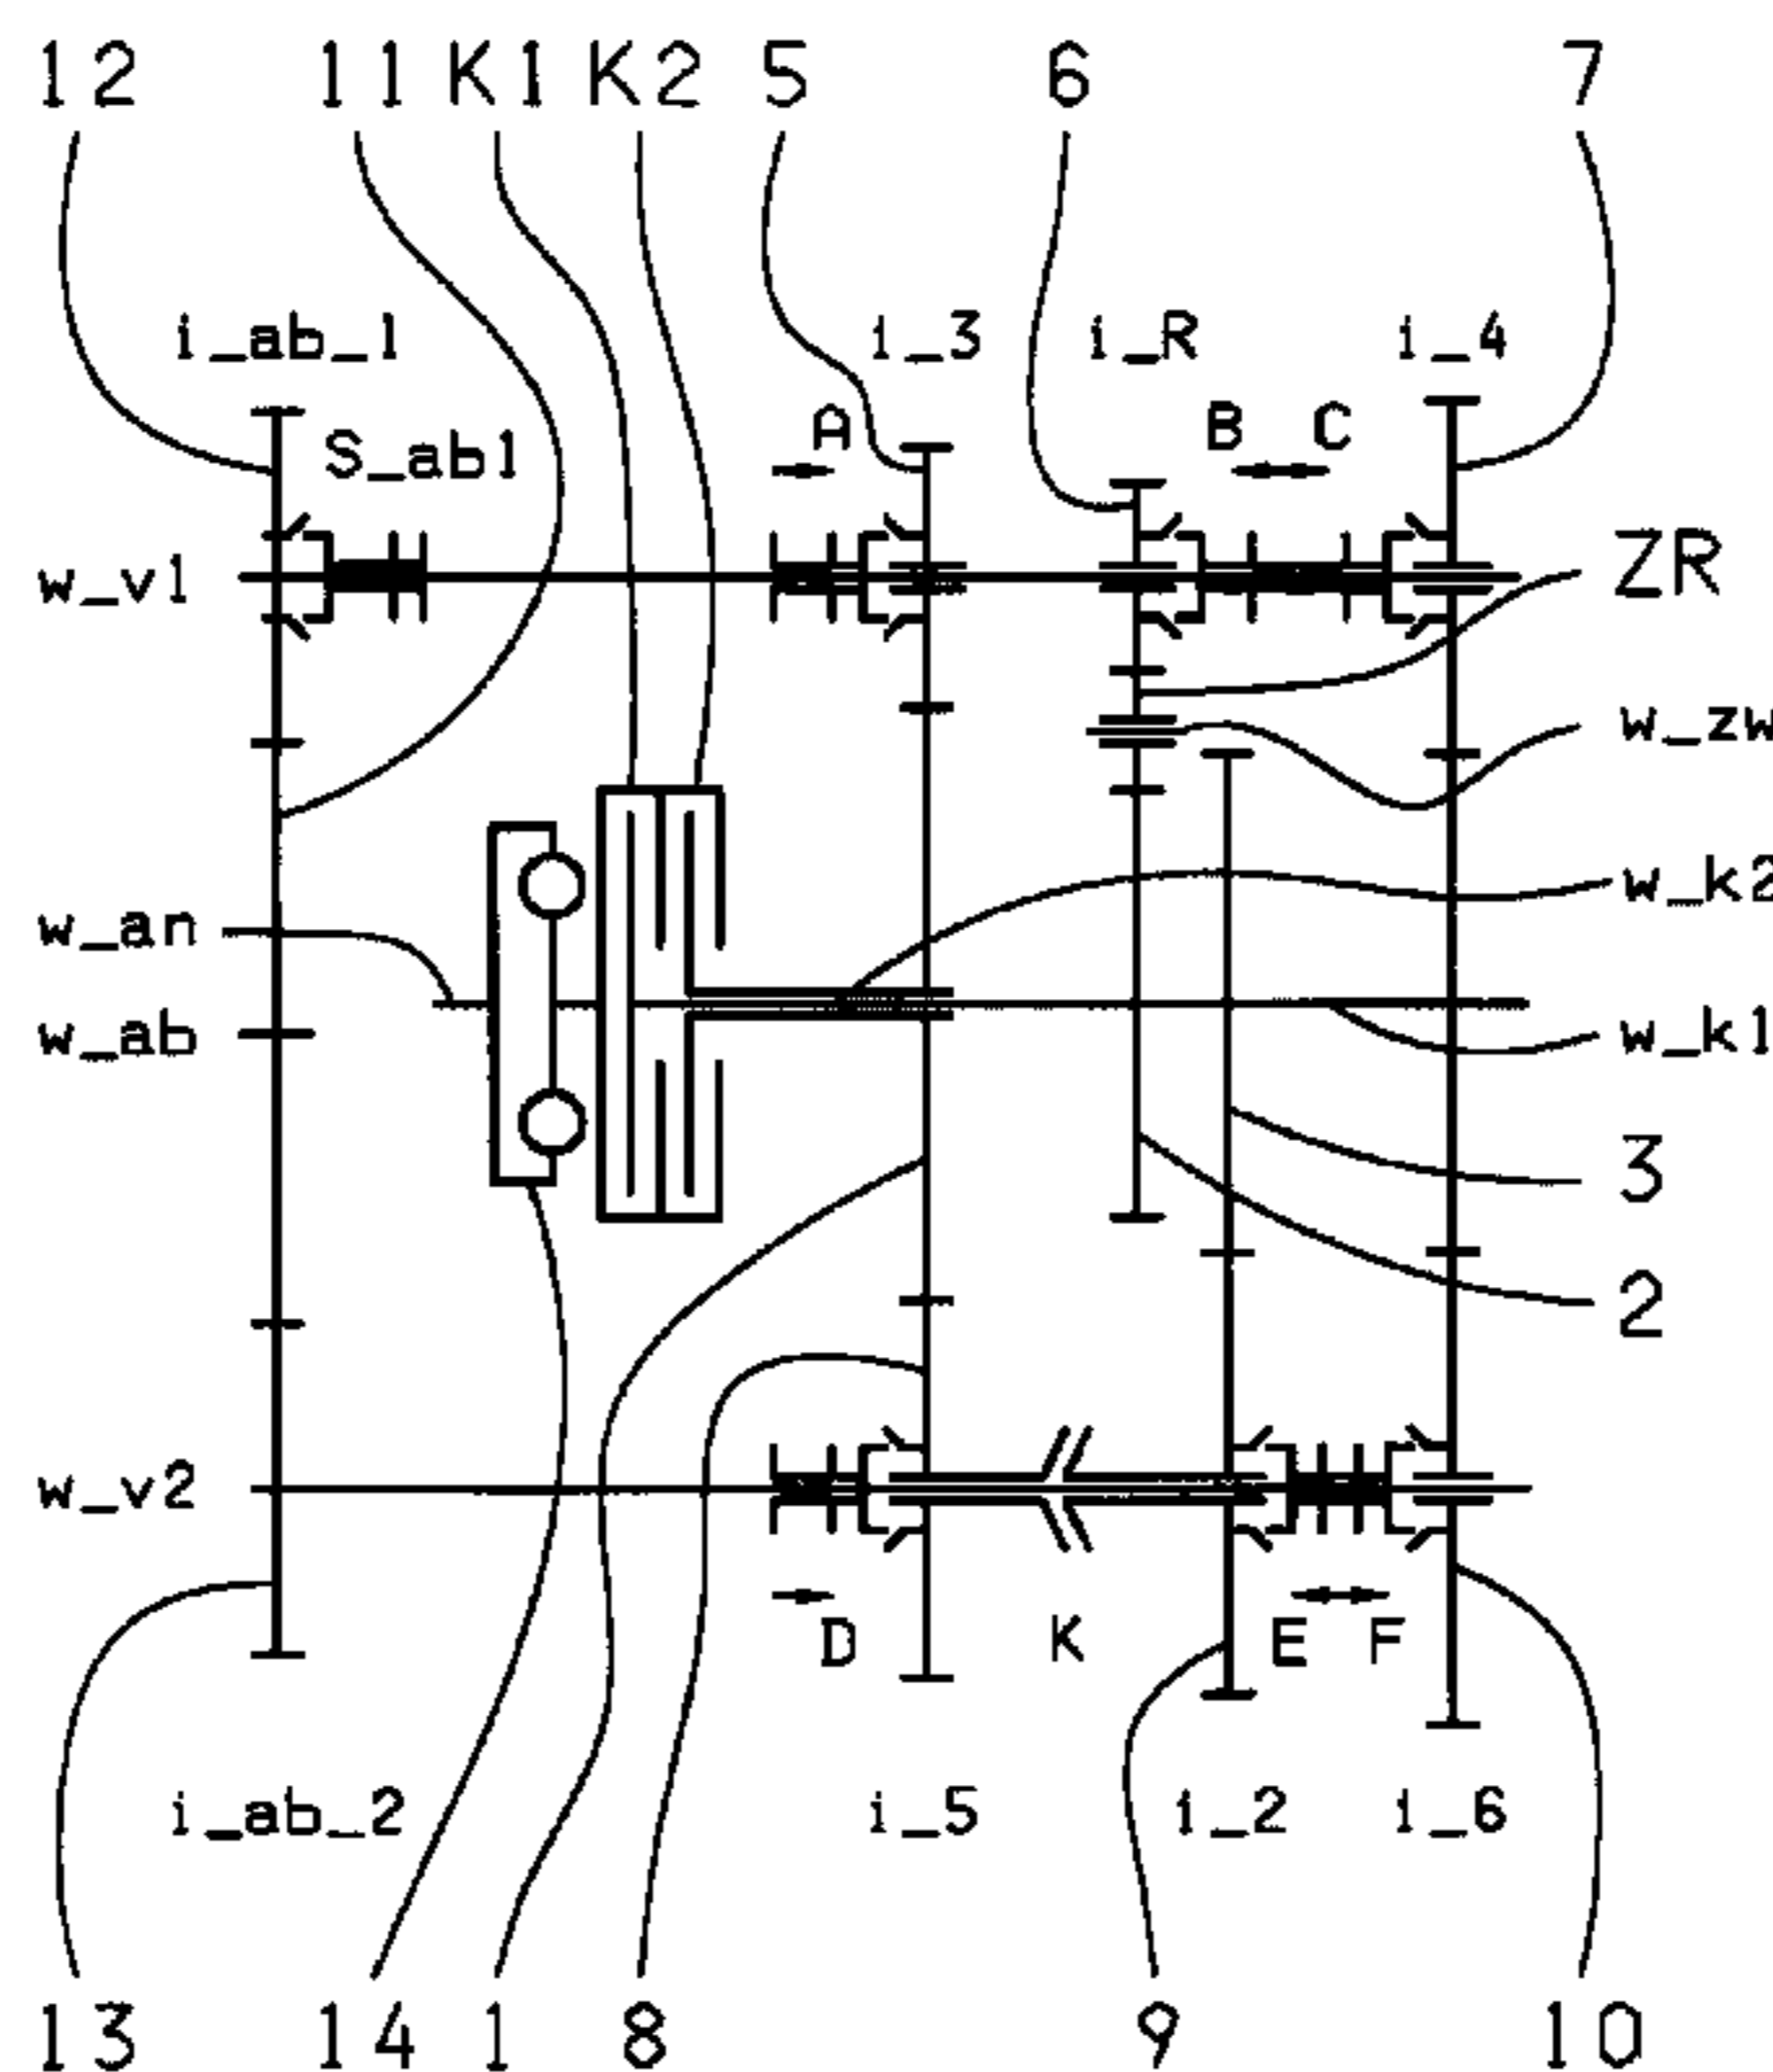 12 11 K1 K2 5 6 7
i_ab_1 i_3 i_R i_4
S_ab1 A B C
w_v1 ZR
w_zw
w_k2
w_an
w_ab w_k1
3
2
w_v2
D K E F
i_ab_2 i_5 i_2 i_6
13 14 1 8 9 10